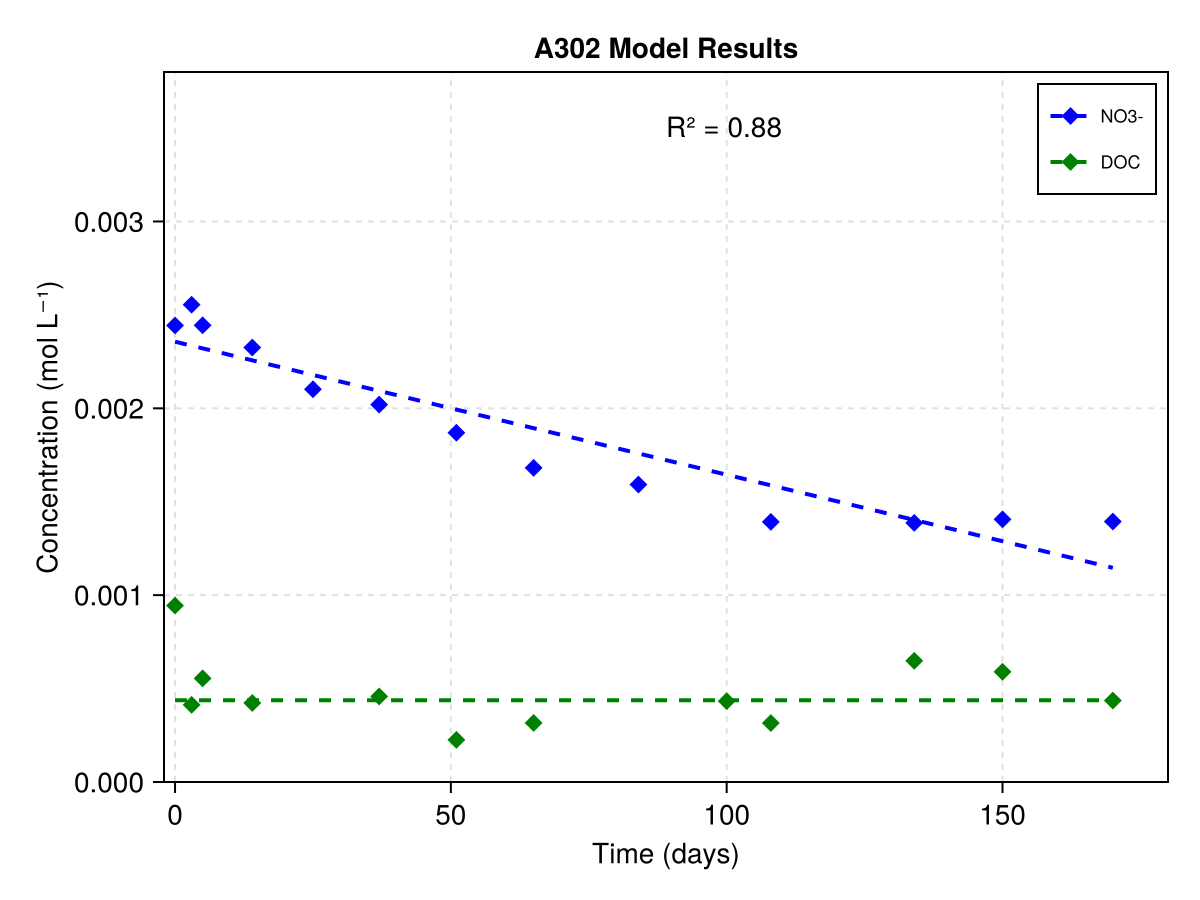 A302 Model Results
R² = 0.88
NO3-
DOC
Concentration (mol L⁻¹)
0.003
0.002
0.001
0.000
0
50
100
150
Time (days)